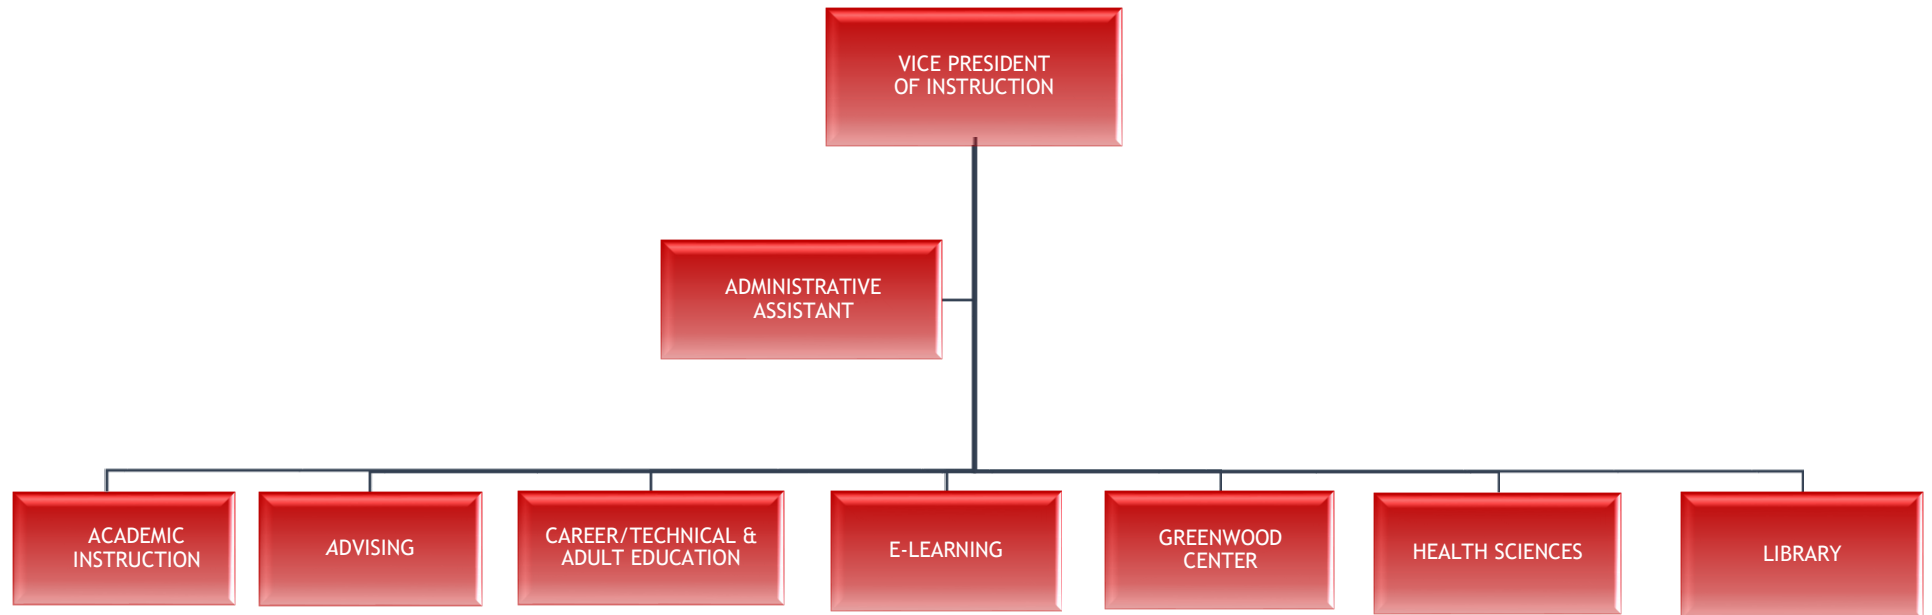 VICE PRESIDENT
OF INSTRUCTION
ADMINISTRATIVE
ASSISTANT
ACADEMIC
INSTRUCTION
ADVISING
CAREER/TECHNICAL &
ADULT EDUCATION
E-LEARNING
GREENWOOD
CENTER
HEALTH SCIENCES
LIBRARY